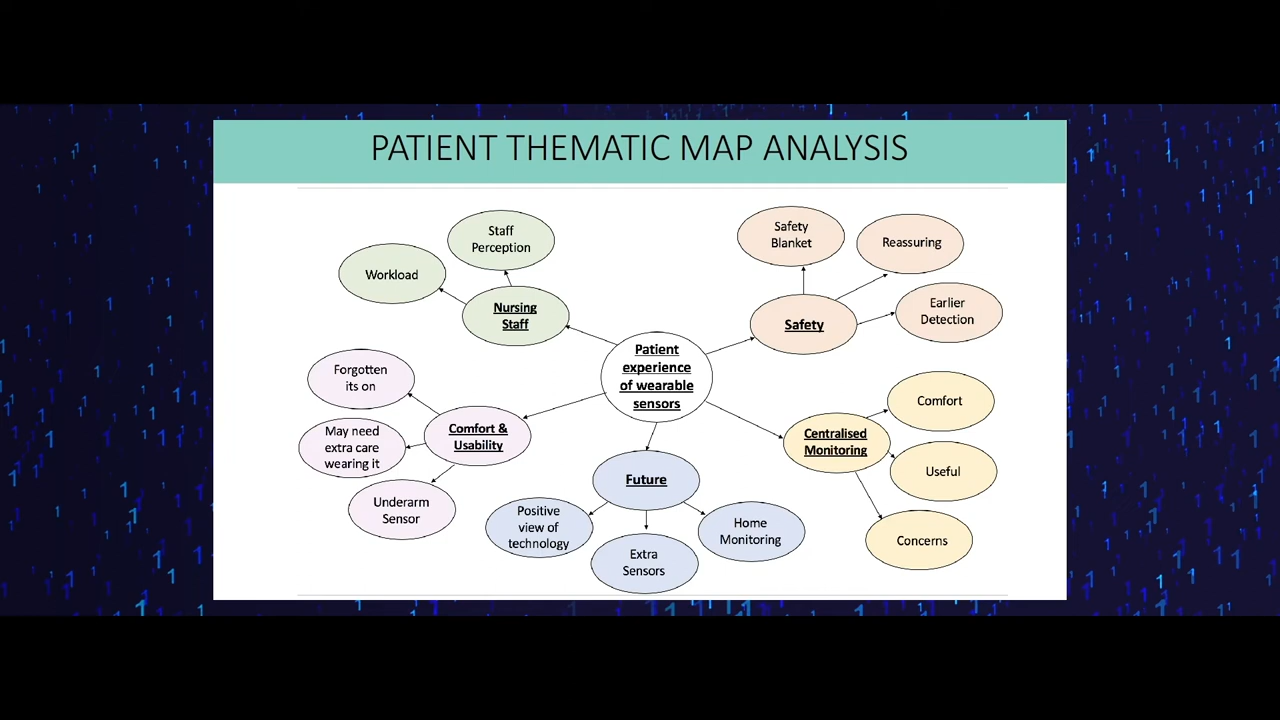 PATIENT THEMATIC MAP ANALYSIS
Staff
Perception
Workload
Nursing
Staff
Safety
Blanket
Reassuring
Earlier
Detection
Safety
Patient
experience
of wearable
sensors
Forgotten
its on
May need
extra care
wearing it
Underarm
Sensor
Comfort &
Usability
Future
Positive
view of
technology
Extra
Sensors
Home
Monitoring
Centralised
Monitoring
Comfort
Useful
Concerns